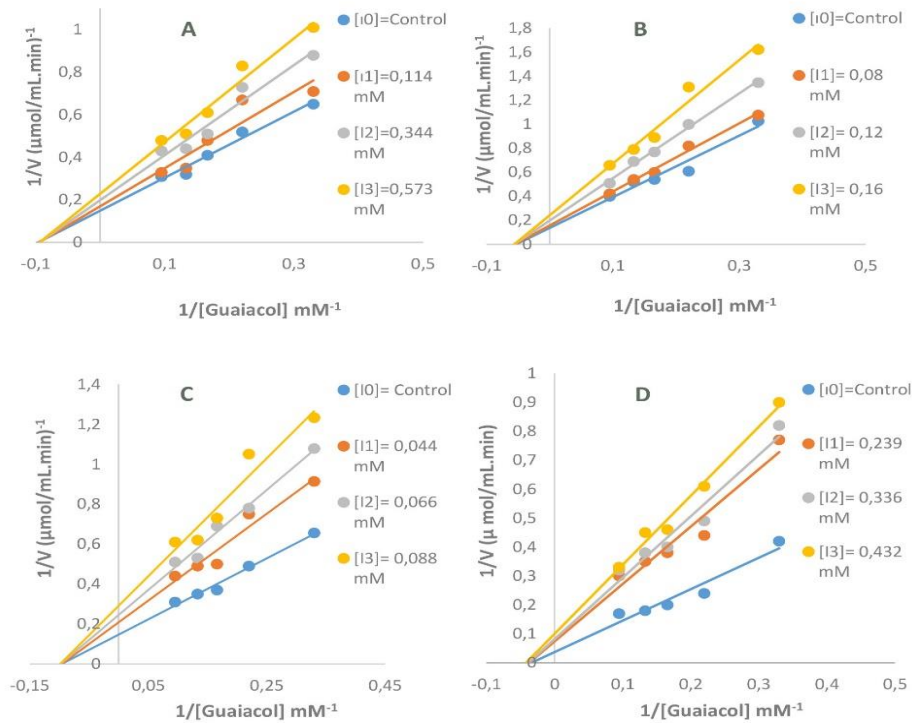 A
1/V (µmol/mL.min)⁻¹
1
0,8
0,6
0,4
0,2
0
-0,1
0,1
0,3
0,5
1/[Guaiacol] mM⁻¹
[ı0]=Control
[ı1]=0,114
mM
[I2]=0,344
mM
[I3]=0,573
mM
B
1/V (µmol/mL.min)⁻¹
1,8
1,6
1,4
1,2
1
0,8
0,6
0,4
0,2
0
-0,1
0,1
0,3
0,5
1/[Guaiacol] mM⁻¹
[ı0]=Control
[I1]= 0,08
mM
[I2]= 0,12
mM
[I3]= 0,16
mM
C
1/V (µmol/mL.min)⁻¹
1,4
1,2
1
0,8
0,6
0,4
0,2
0
-0,15
0,05
0,25
0,45
1/[Guaiacol] mM⁻¹
[I0]= Control
[I1]= 0,044
mM
[I2]= 0,066
mM
[I3]= 0,088
mM
D
1/V (µ mol/mL.min)
1
0,9
0,8
0,7
0,6
0,5
0,4
0,3
0,2
0,1
0
-0,1
0
0,1
0,2
0,3
0,4
0,5
1/[Guaiacol] mM⁻¹
[ı0]=Control
[I1]= 0,239
mM
[I2]= 0,336
mM
[I3]= 0,432
mM